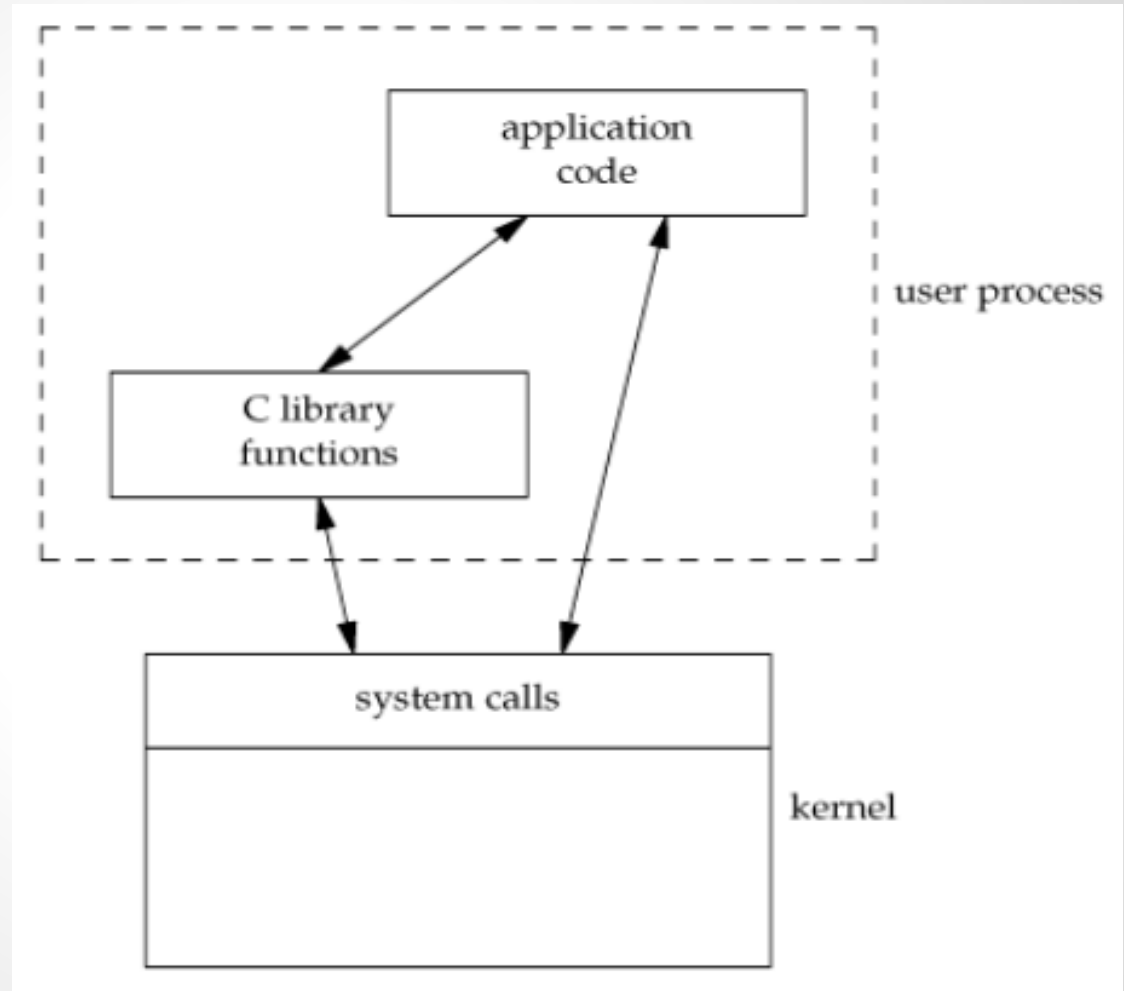 application
code
user process
C library
functions
system calls
kernel